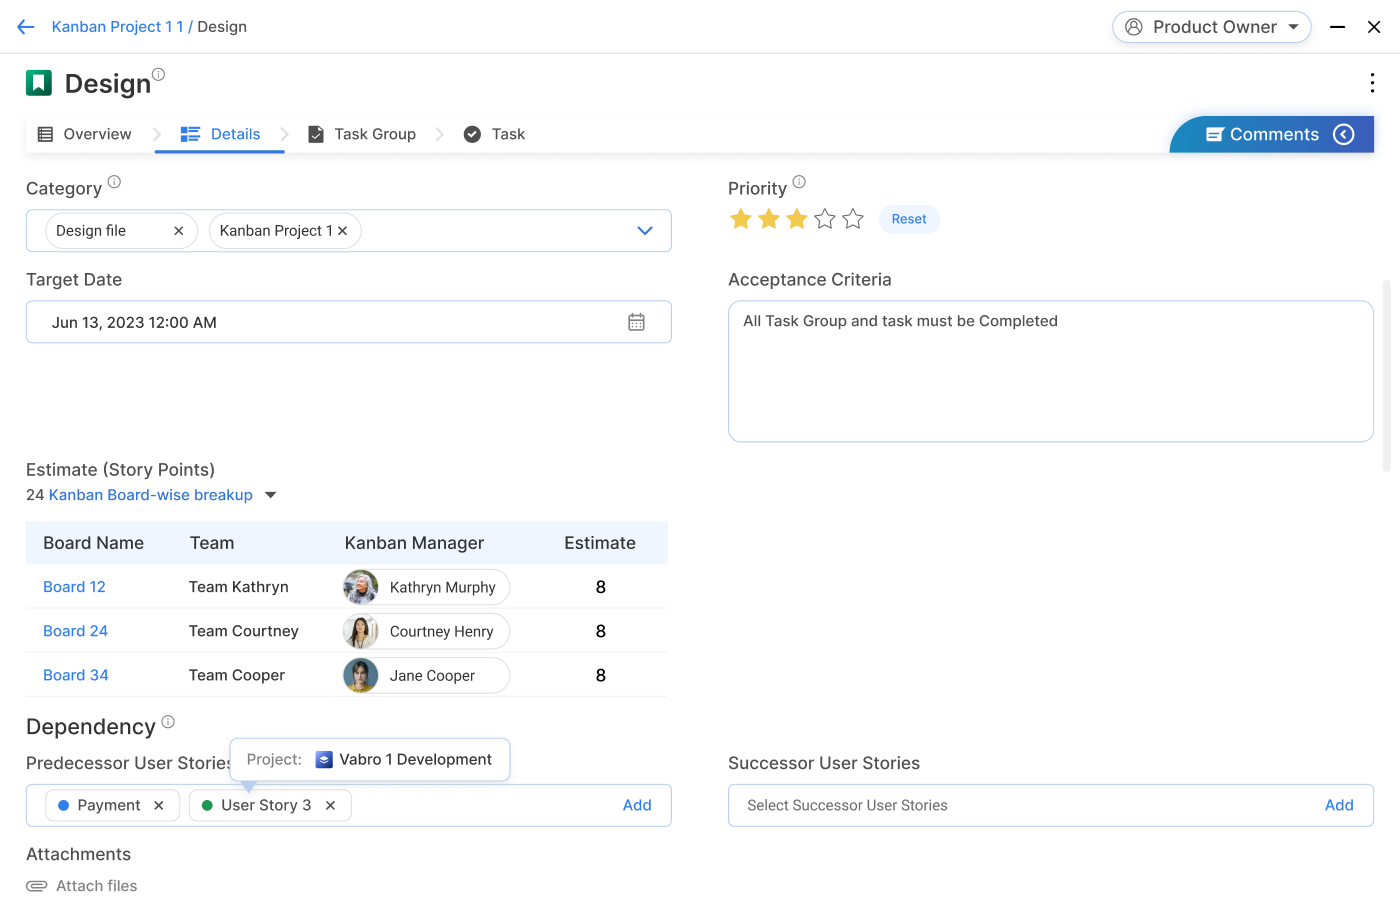 Kanban Project 1 1 / Design
Product Owner
Design
Overview
Details
Task Group
Task
Comments
Category
Priority
Design file
Kanban Project 1
Reset
Target Date
Acceptance Criteria
Jun 13, 2023 12:00 AM
All Task Group and task must be Completed
Estimate (Story Points)
24 Kanban Board-wise breakup
Board Name Team Kanban Manager Estimate
Board 12 Team Kathryn Kathryn Murphy 8
Board 24 Team Courtney Courtney Henry 8
Board 34 Team Cooper Jane Cooper 8
Dependency
Project: Vabro 1 Development
Predecessor User Stories
Successor User Stories
Payment
User Story 3
Add
Select Successor User Stories
Add
Attachments
Attach files